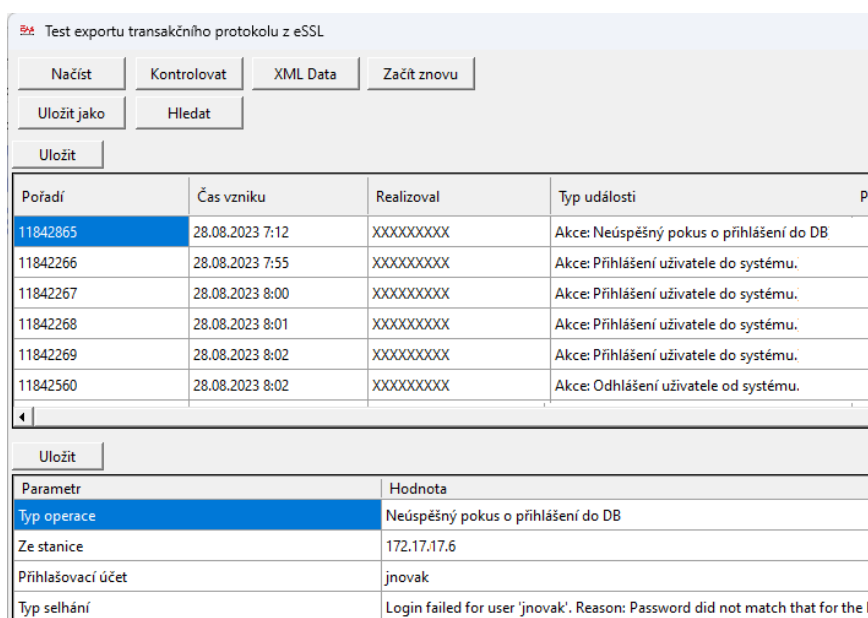 Test exportu transakčního protokolu z eSSL
Načíst Kontrolovat XML Data Začít znovu
Uložit jako Hledat
Uložit
Pořadí Čas vzniku Realizoval Typ události P
11842865 28.08.2023 7:12 XXXXXXXXX Akce: Neúspěšný pokus o přihlášení do DB
11842266 28.08.2023 7:55 XXXXXXXXX Akce: Přihlášení uživatele do systému.
11842267 28.08.2023 8:00 XXXXXXXXX Akce: Přihlášení uživatele do systému.
11842268 28.08.2023 8:01 XXXXXXXXX Akce: Přihlášení uživatele do systému.
11842269 28.08.2023 8:02 XXXXXXXXX Akce: Přihlášení uživatele do systému.
11842560 28.08.2023 8:02 XXXXXXXXX Akce: Odhlášení uživatele od systému.
Uložit
Parametr Hodnota
Typ operace Neúspěšný pokus o přihlášení do DB
Ze stanice 172.17.17.6
Přihlašovací účet jnovak
Typ selhání Login failed for user 'jnovak'. Reason: Password did not match that for the